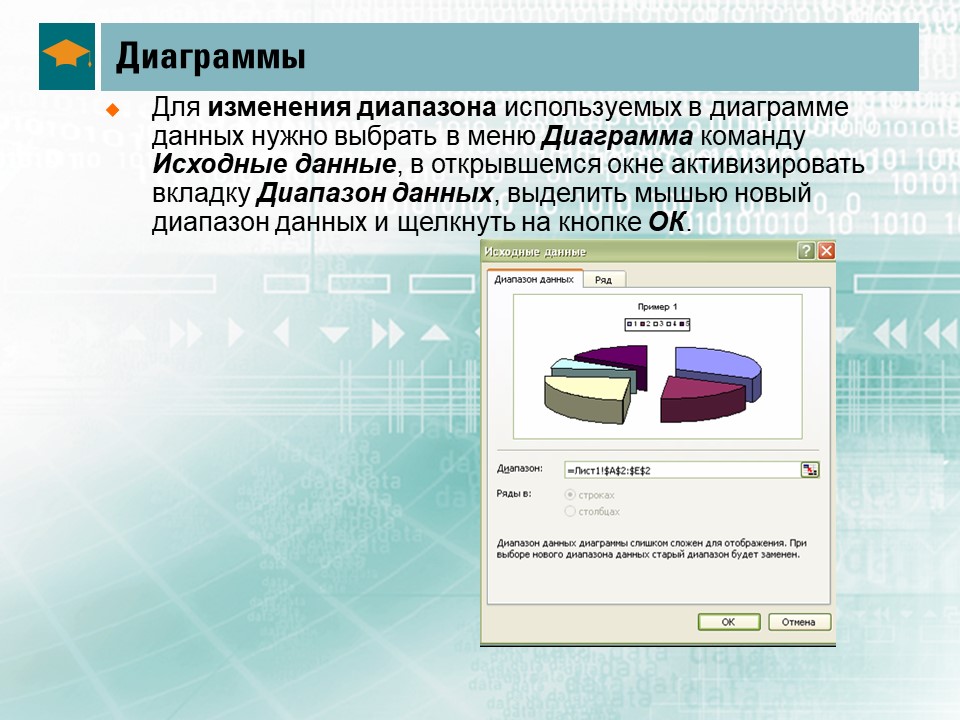 Диаграммы
Для изменения диапазона используемых в диаграмме
данных нужно выбрать в меню Диаграмма команду
Исходные данные, в открывшемся окне активизировать
вкладку Диапазон данных, выделить мышью новый
диапазон данных и щелкнуть на кнопке ОК.
Исходные данные
Диапазон данных Ряд
Пример 1
1 2 3 4 5
Диапазон: =Лист1!$A$2:$E$2
Ряды в: строках
столбцах
Диапазон данных диаграммы слишком сложен для отображения. При
выборе нового диапазона данных старый диапазон будет заменен.
ОК Отмена